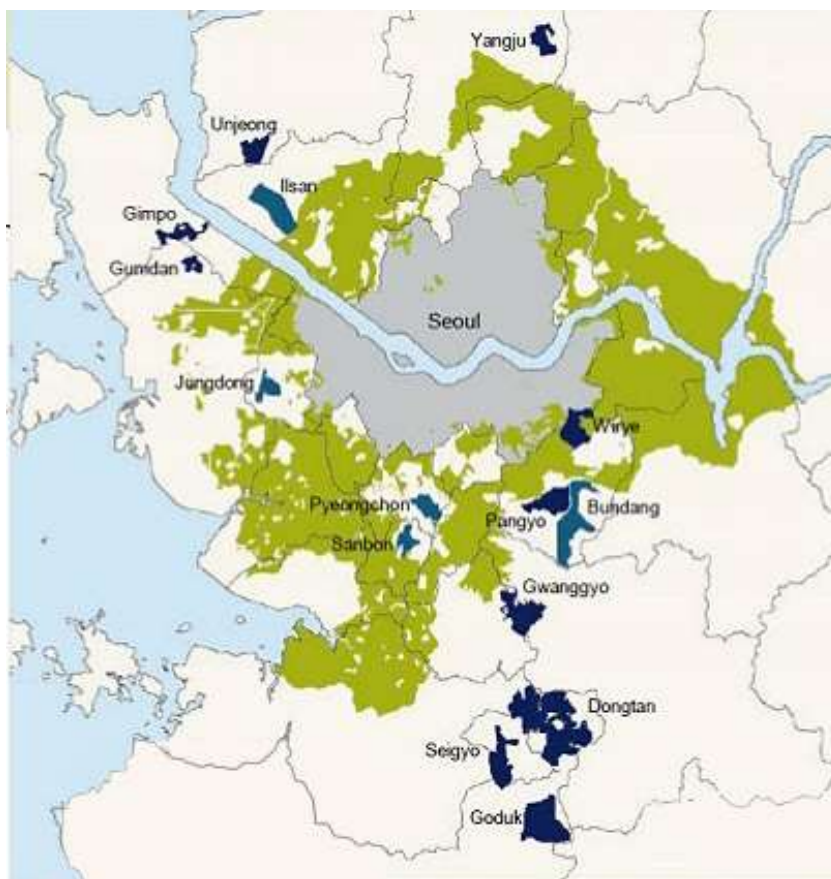 Yangju
Unjeong
Ilsan
Gimpo
Gumdan
Seoul
Jungdong
Wirye
Pyeongchon
Pangyo
Bundang
Sanbon
Gwanggyo
Dongtan
Seigyo
Goduk